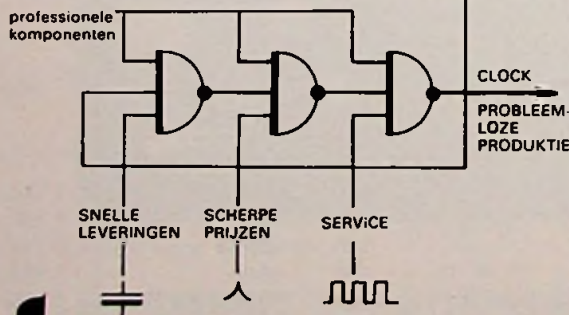 professionele
komponenten
CLOCK
PROBLEEM-
LOZE
PRODUKTIE
SNELLE
LEVERINGEN
SCHERPE
PRIJZEN
SERViCE